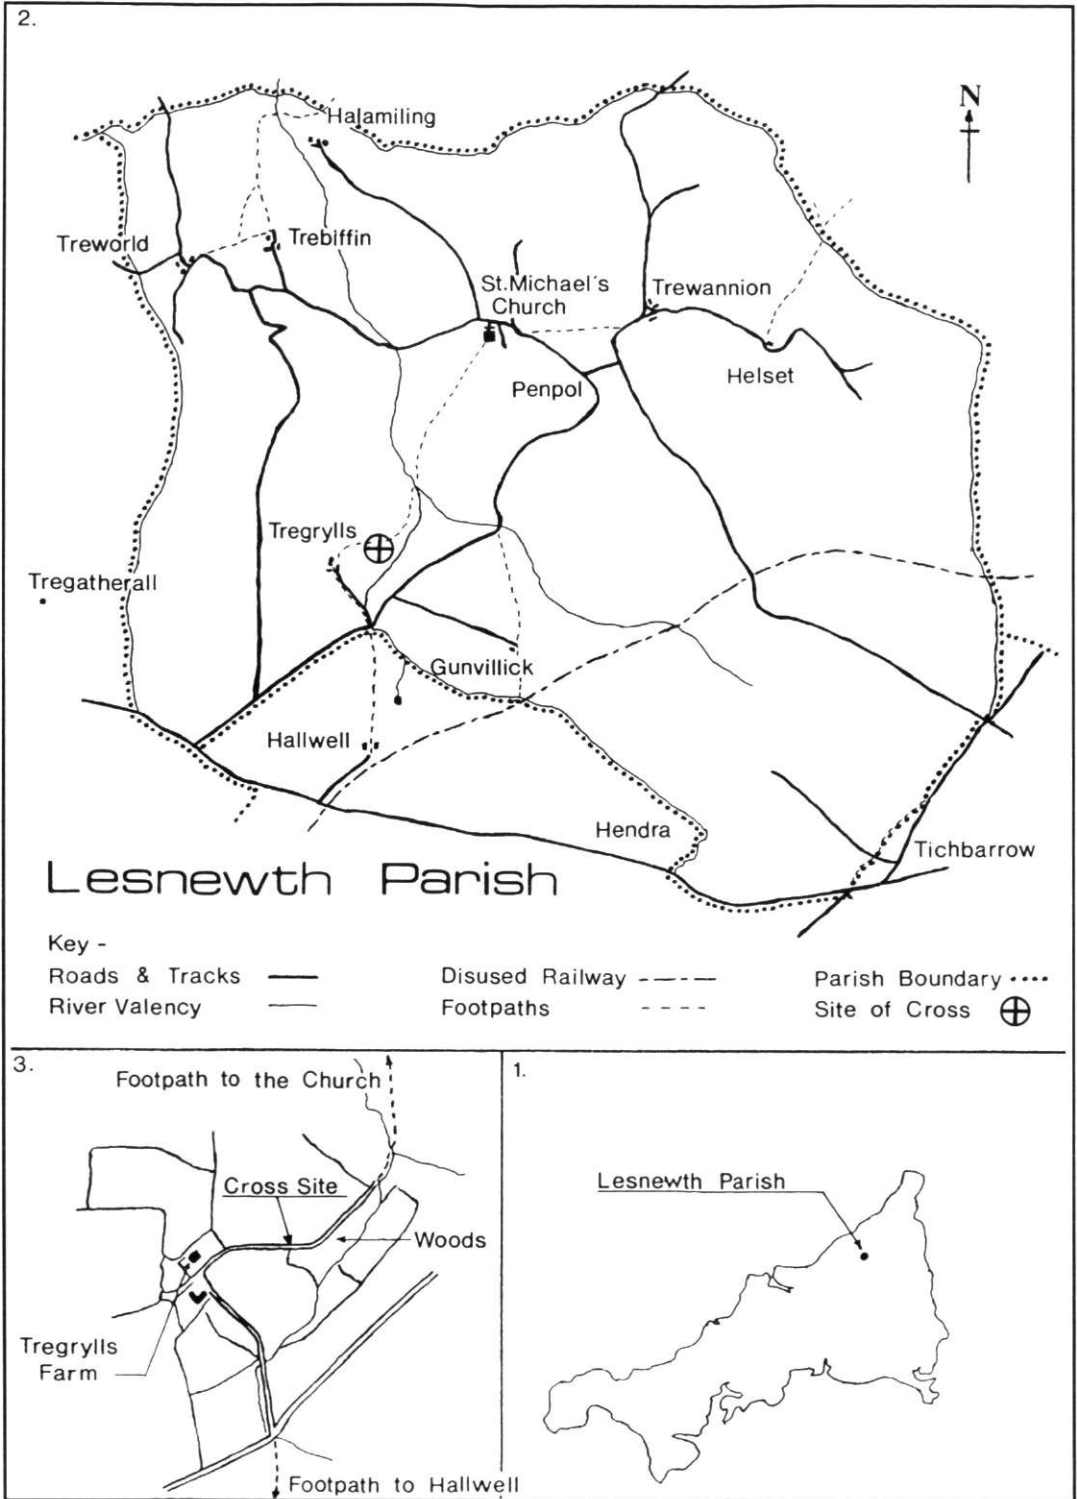 2.
N
Halamiling
Treworld
Trebiffin
St.Michael's
Church
Trewannion
Penpol
Helset
Tregrylls
Tregatherall
Gunvillick
Hallwell
Hendra
Tichbarrow
Lesnewth Parish
Key -
Roads & Tracks
River Valency
Disused Railway
Footpaths
Parish Boundary
Site of Cross
3.
Footpath to the Church
Cross Site
Woods
Tregrylls
Farm
Footpath to Hallwell
1.
Lesnewth Parish